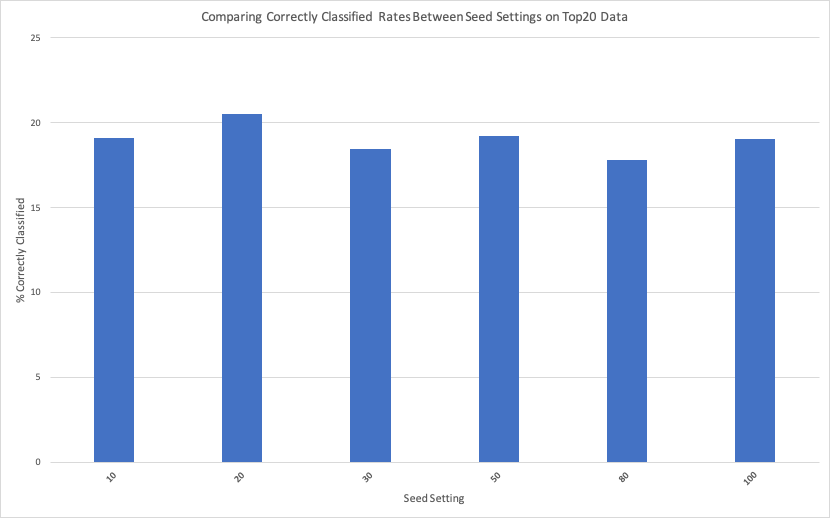 Comparing Correctly Classified Rates Between Seed Settings on Top20 Data
25
20
15
10
5
0
% Correctly Classified
10 20 30 50 80 100
Seed Setting